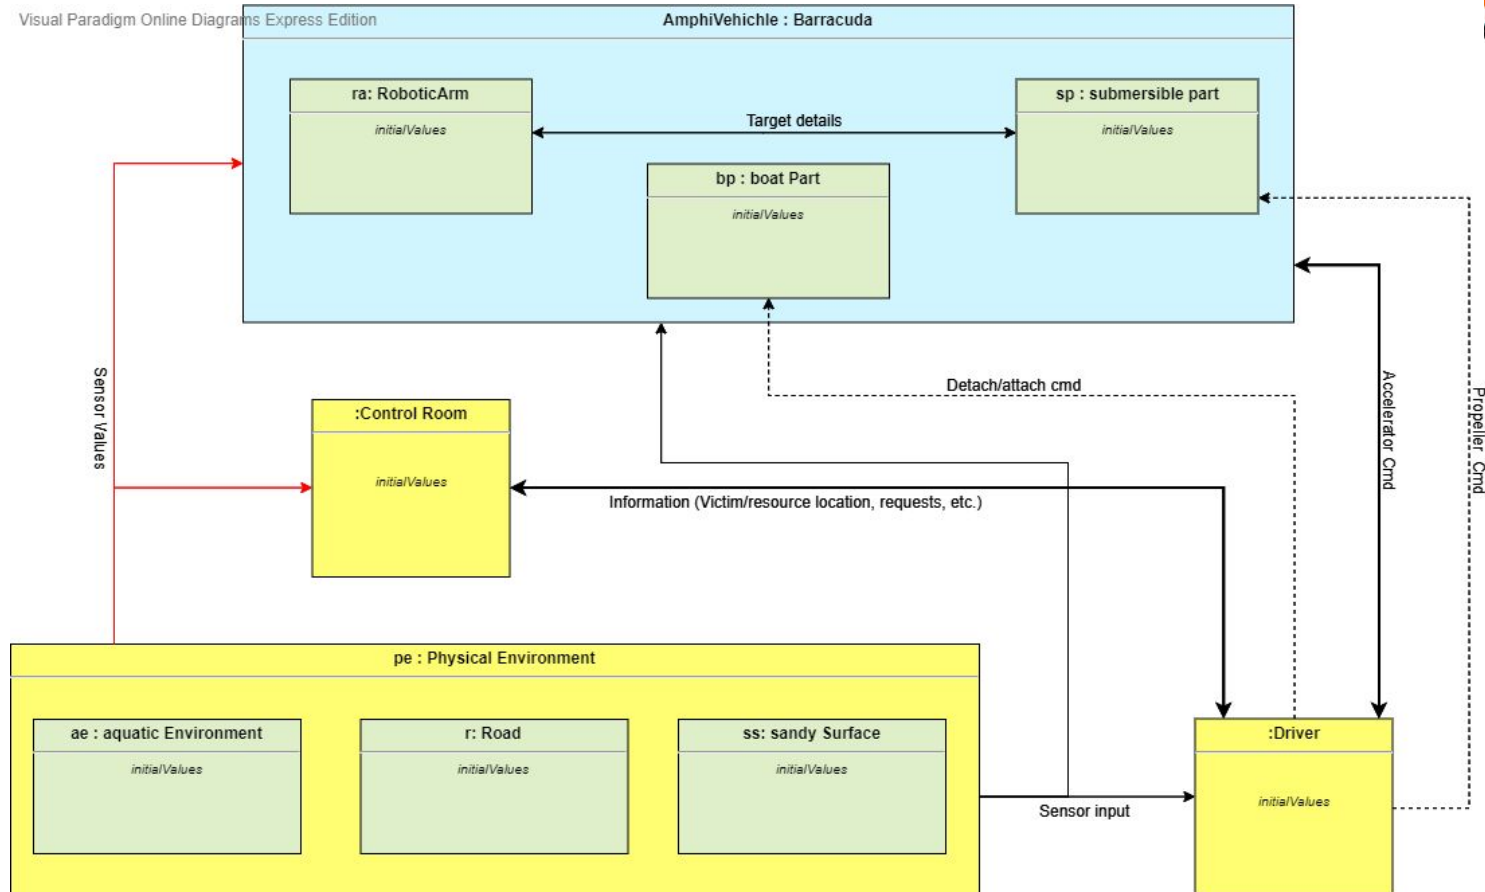 Visual Paradigm Online Diagrams Express Edition
AmphiVehichle : Barracuda
ra: RoboticArm
initialValues
Target details
sp : submersible part
initialValues
bp : boat Part
initialValues
Sensor Values
Detach/attach cmd
Accelerator Cmd
Propeller Cmd
:Control Room
initialValues
Information (Victim/resource location, requests, etc.)
pe : Physical Environment
ae : aquatic Environment
initialValues
r: Road
initialValues
ss: sandy Surface
initialValues
Sensor input
:Driver
initialValues